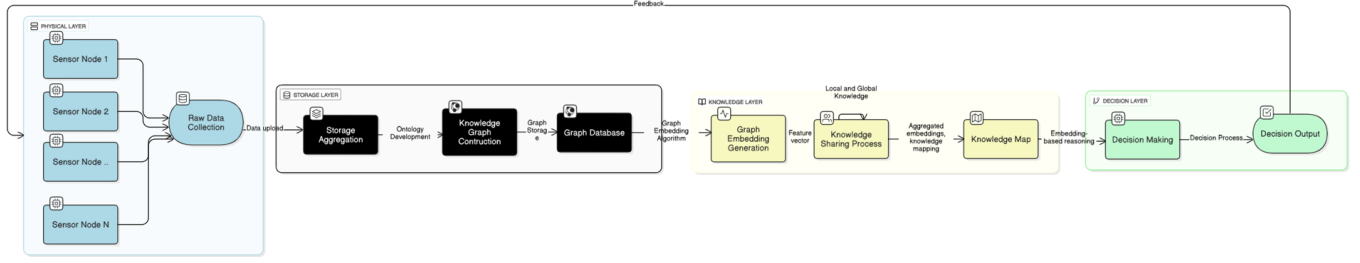 Feedback
PHYSICAL LAYER
Sensor Node 1
Sensor Node 2
Sensor Node ..
Sensor Node N
Raw Data
Collection
Data upload
STORAGE LAYER
Storage
Aggregation
Ontology
Development
Knowledge
Graph
Contruction
Graph
Storag
e
Graph Database
Graph
Embedding
Algorithm
KNOWLEDGE LAYER
Graph
Embedding
Generation
Feature
vector
Local and Global
Knowledge
Knowledge
Sharing Process
Aggregated
embeddings,
knowledge
mapping
Knowledge Map
Embedding-
based reasoning
DECISION LAYER
Decision Making
Decision Process
Decision Output